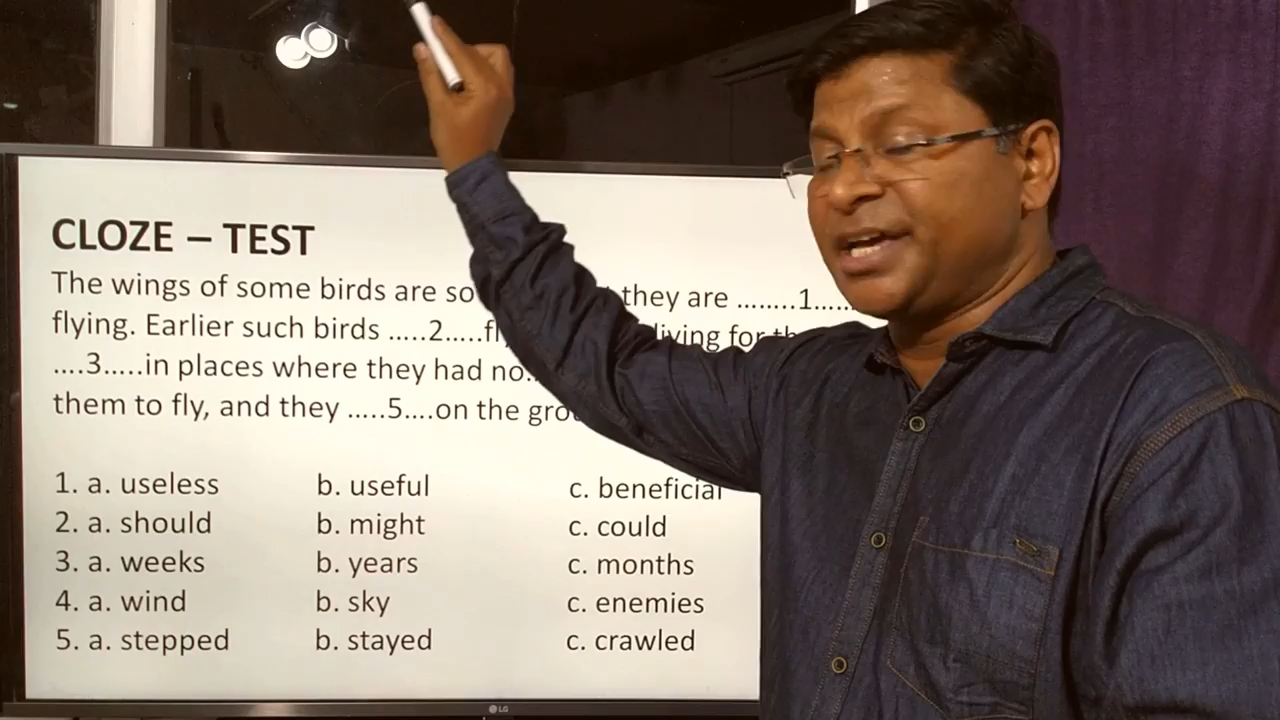 CLOZE – TEST
The wings of some birds are so they are ........1.....
flying. Earlier such birds .....2.....fl living for
....3.....in places where they had no..
them to fly, and they .....5....on the
1. a. useless b. useful c. beneficial
2. a. should b. might c. could
3. a. weeks b. years c. months
4. a. wind b. sky c. enemies
5. a. stepped b. stayed c. crawled
LG